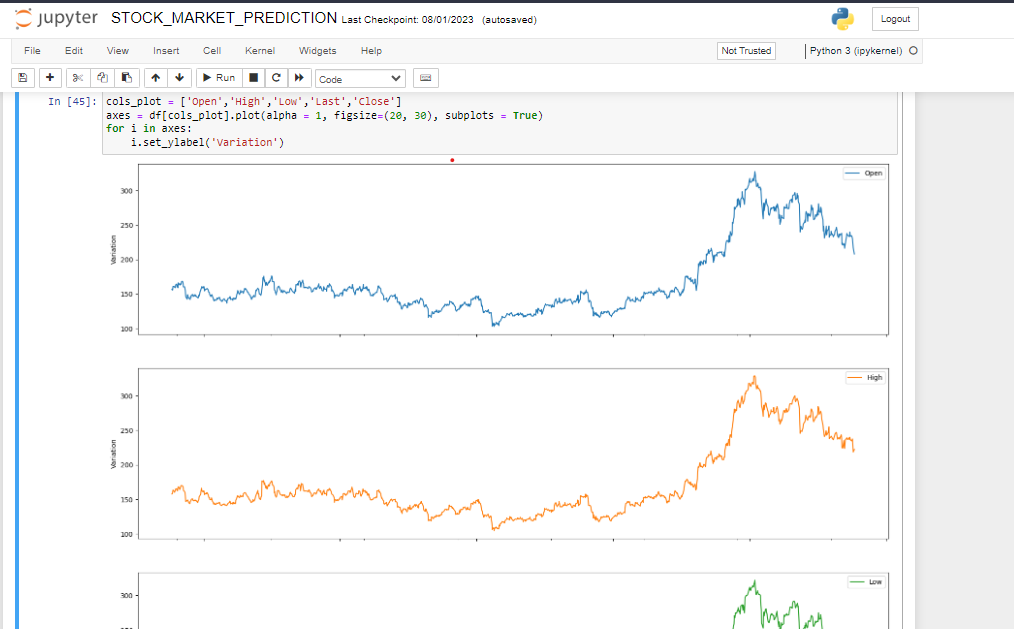 jupyter STOCK_MARKET_PREDICTION Last Checkpoint: 08/01/2023 (autosaved)
Logout
File Edit View Insert Cell Kernel Widgets Help
Not Trusted
Python 3 (ipykernel)
Run
Code
In [45]:
cols_plot = ['Open','High','Low','Last','Close']
axes = df[cols_plot].plot(alpha = 1, figsize=(20, 30), subplots = True)
for i in axes:
i.set_ylabel('Variation')
Open
300
250
200
150
100
Variation
High
300
250
200
150
100
Variation
Low
300